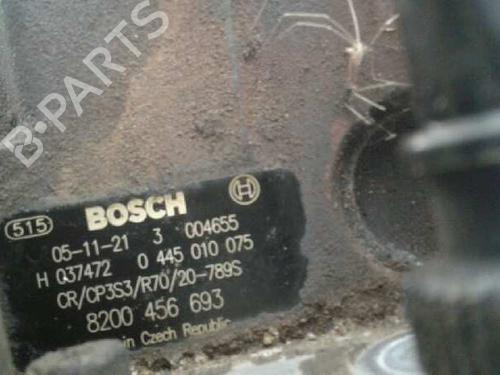 B-PARTS
515 BOSCH
05-11-21 3 004655
H 037472 0 445 010 075
CR/CP3S3/R70/20-789S
8200 456 693
in Czech Republic